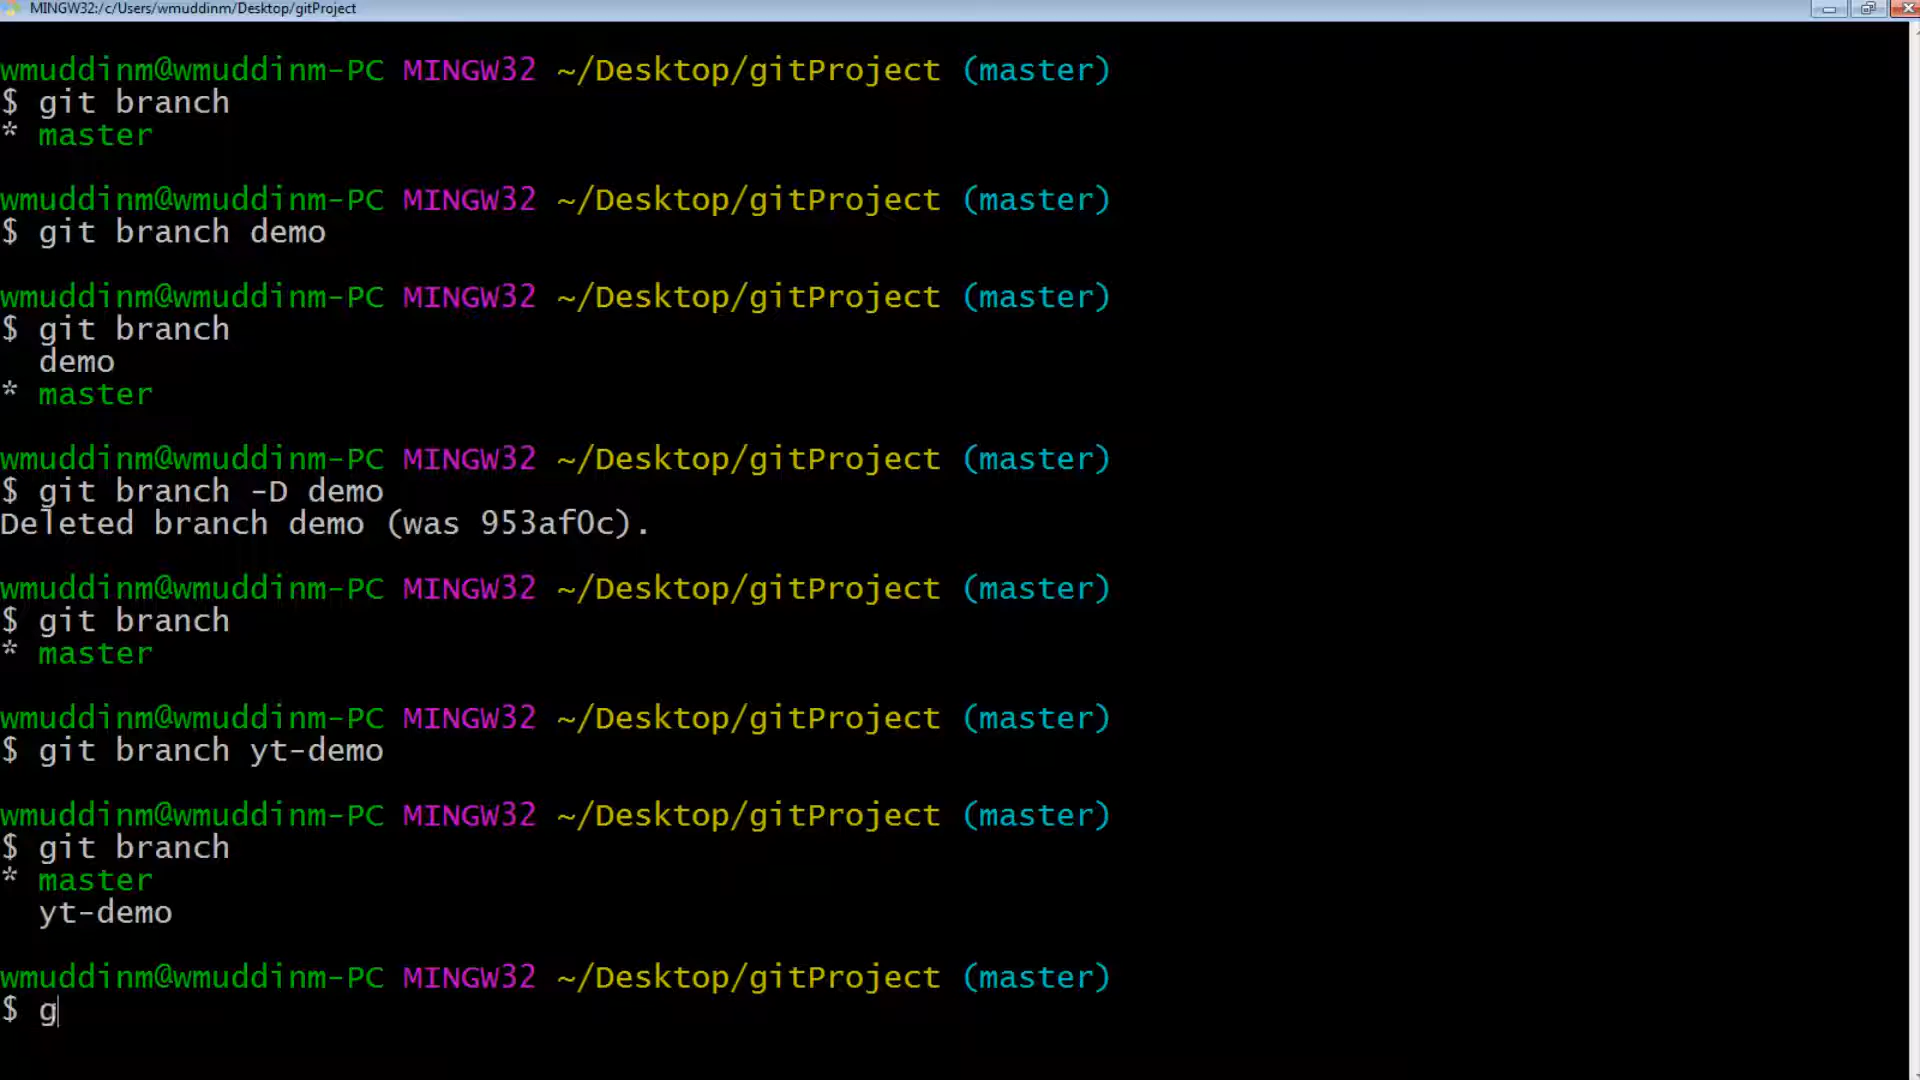 MINGW32:/c/Users/wmuddinm/Desktop/gitProject
wmuddinm@wmuddinm-PC MINGW32 ~/Desktop/gitProject (master)
$ git branch
* master
wmuddinm@wmuddinm-PC MINGW32 ~/Desktop/gitProject (master)
$ git branch demo
wmuddinm@wmuddinm-PC MINGW32 ~/Desktop/gitProject (master)
$ git branch
  demo
* master
wmuddinm@wmuddinm-PC MINGW32 ~/Desktop/gitProject (master)
$ git branch -D demo
Deleted branch demo (was 953af0c).
wmuddinm@wmuddinm-PC MINGW32 ~/Desktop/gitProject (master)
$ git branch
* master
wmuddinm@wmuddinm-PC MINGW32 ~/Desktop/gitProject (master)
$ git branch yt-demo
wmuddinm@wmuddinm-PC MINGW32 ~/Desktop/gitProject (master)
$ git branch
* master
  yt-demo
wmuddinm@wmuddinm-PC MINGW32 ~/Desktop/gitProject (master)
$ g